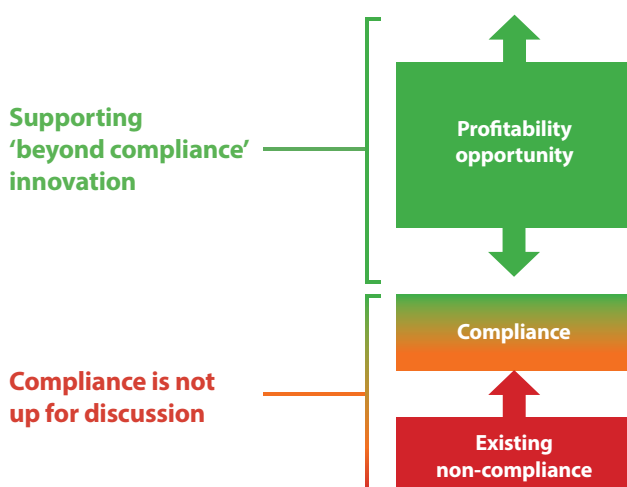 Supporting
‘beyond compliance’
innovation
Profitability
opportunity
Compliance
Compliance is not
up for discussion
Existing
non-compliance